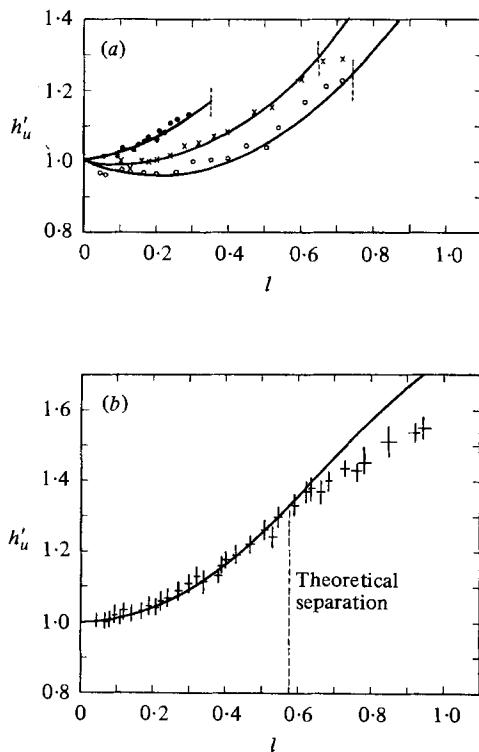 1·4
(a)
1·2
h′u
1·0
0·8
0 0·2 0·4 0·6 0·8 1·0
l
(b)
1·6
1·4
h′u
1·2
Theoretical
separation
1·0
0·8
0 0·2 0·4 0·6 0·8 1·0
l